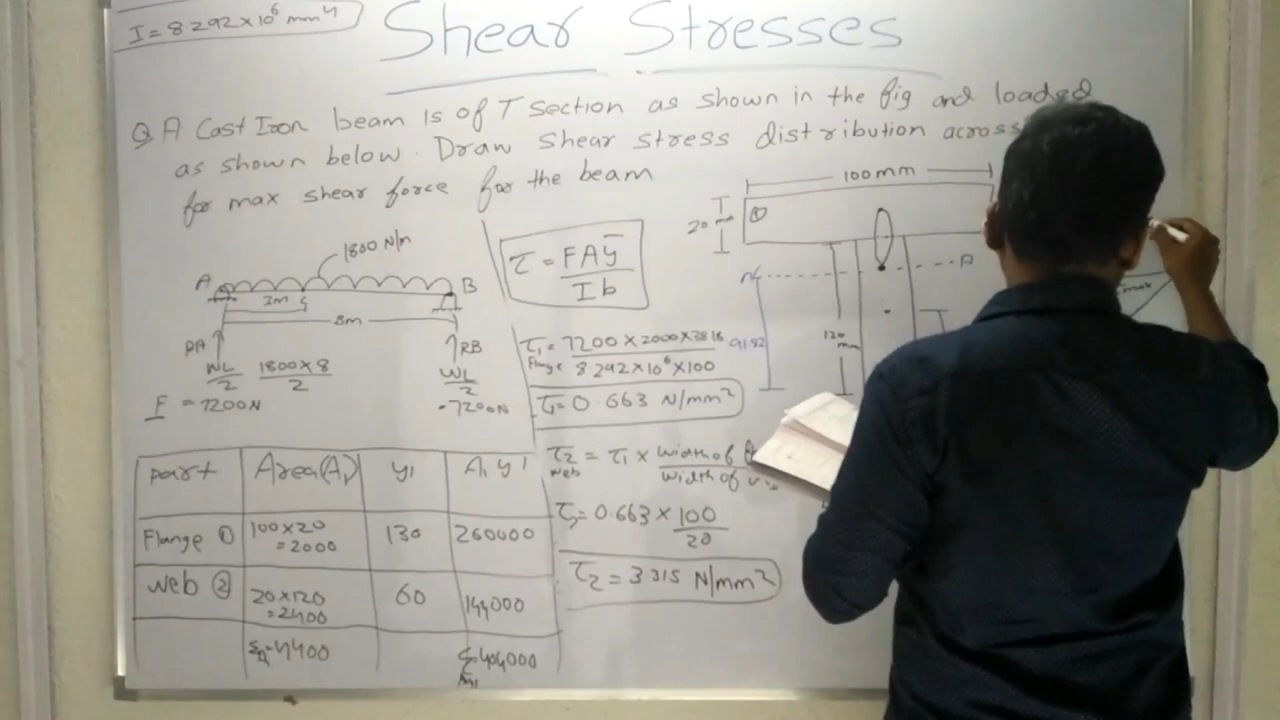 I = 8.292×10⁶ mm⁴
Shear Stresses
Q A Cast Iron beam is of T section as shown in the fig and loaded
as shown below. Draw shear stress distribution across
for max shear force for the beam
100mm
20 mm
①
1800 N/m
A
B
3m
8m
RA
RB
WL/2
1800×8/2
WL/2
F = 7200N
7200N
τ = FAȳ/Ib
τ₁ = 7200×2000×38.16/8.292×10⁶×100
Flange
τ₁ = 0.663 N/mm²
τ₂ = τ₁ × width of / width of
web
τ₂ = 0.663 × 100/20
τ₂ = 3.315 N/mm²
N
A
91.82
120 mm
max
part Area(A₁) y₁ A₁y₁
Flange ① 100×20 =2000 130 260000
web ② 20×120 =2400 60 144000
4400 404000